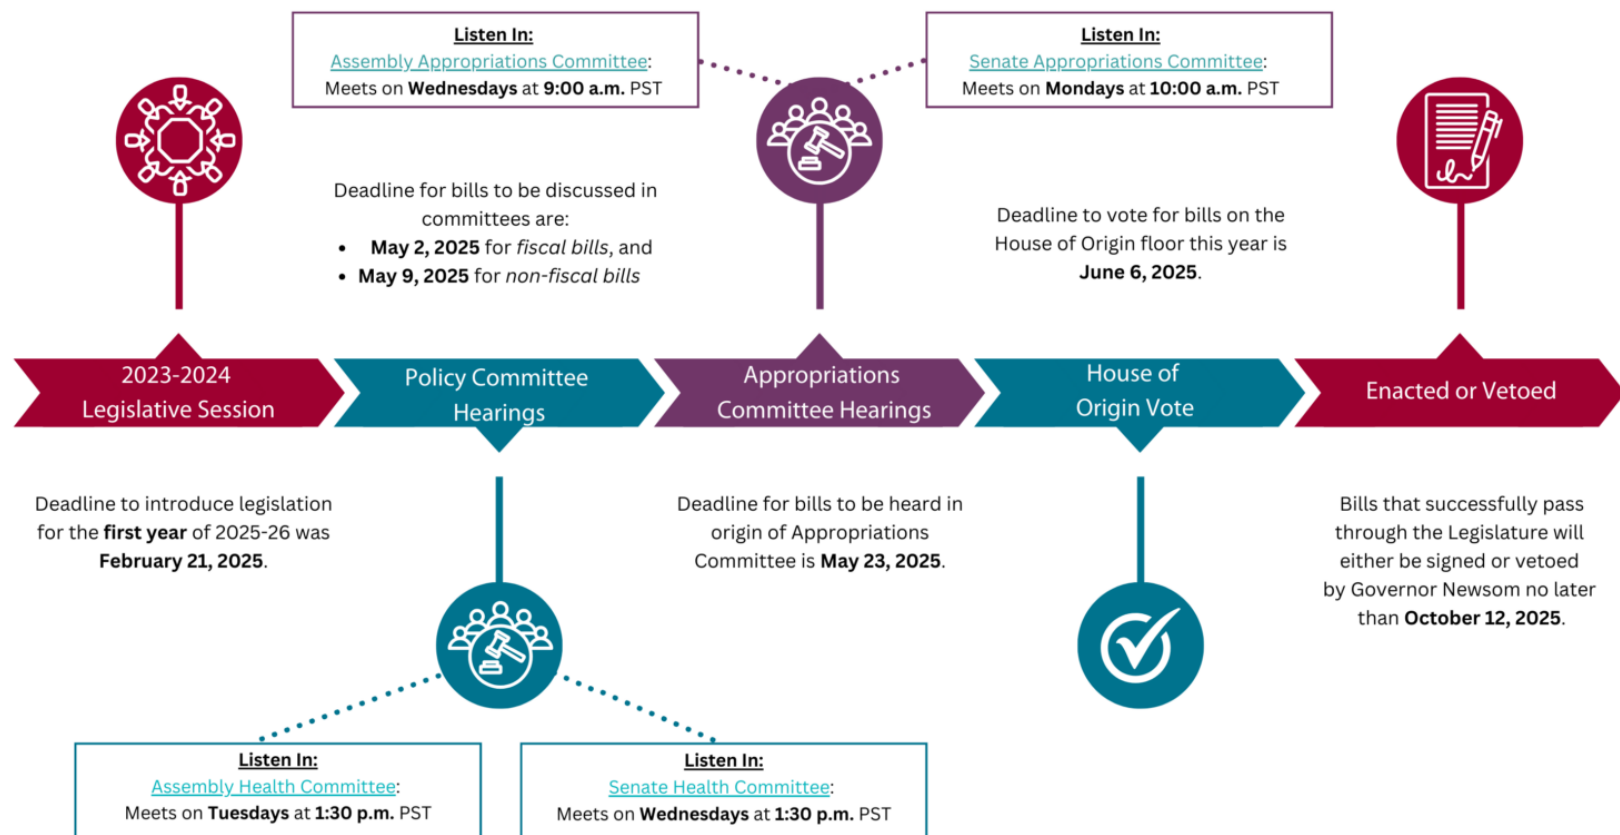 Listen In:
Assembly Appropriations Committee:
Meets on Wednesdays at 9:00 a.m. PST
Listen In:
Senate Appropriations Committee:
Meets on Mondays at 10:00 a.m. PST
Deadline for bills to be discussed in
committees are:
• May 2, 2025 for fiscal bills, and
• May 9, 2025 for non-fiscal bills
Deadline to vote for bills on the
House of Origin floor this year is
June 6, 2025.
2023-2024
Legislative Session
Policy Committee
Hearings
Appropriations
Committee Hearings
House of
Origin Vote
Enacted or Vetoed
Deadline to introduce legislation
for the first year of 2025-26 was
February 21, 2025.
Deadline for bills to be heard in
origin of Appropriations
Committee is May 23, 2025.
Bills that successfully pass
through the Legislature will
either be signed or vetoed
by Governor Newsom no later
than October 12, 2025.
Listen In:
Assembly Health Committee:
Meets on Tuesdays at 1:30 p.m. PST
Listen In:
Senate Health Committee:
Meets on Wednesdays at 1:30 p.m. PST